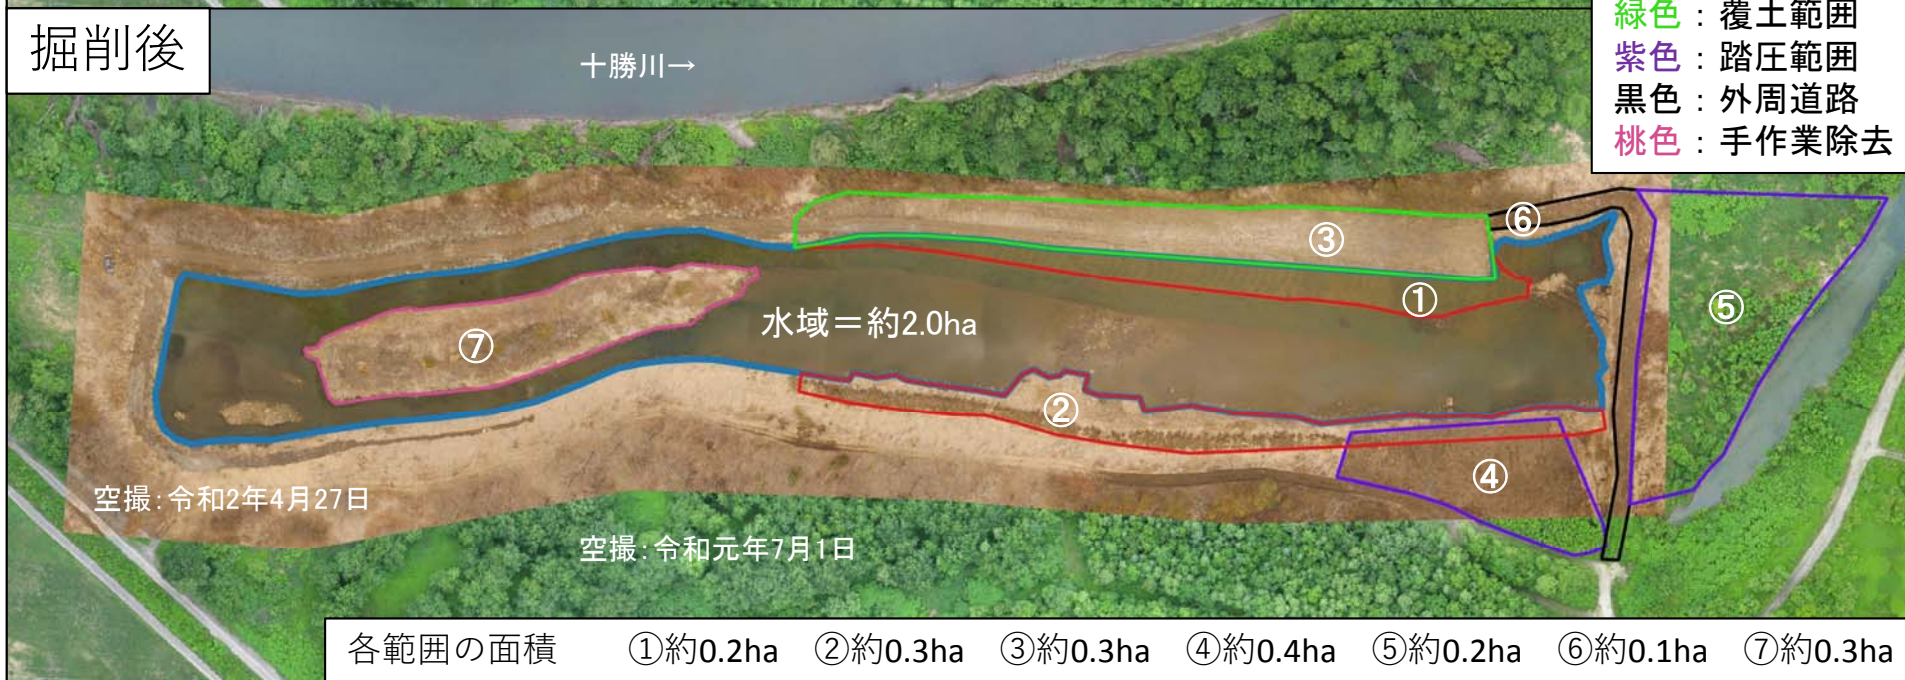 掘削後
十勝川→
緑色：覆土範囲
紫色：踏圧範囲
黒色：外周道路
桃色：手作業除去
⑥
③
①
⑤
水域＝約2.0ha
⑦
②
④
空撮：令和2年4月27日
空撮：令和元年7月1日
各範囲の面積 ①約0.2ha ②約0.3ha ③約0.3ha ④約0.4ha ⑤約0.2ha ⑥約0.1ha ⑦約0.3ha